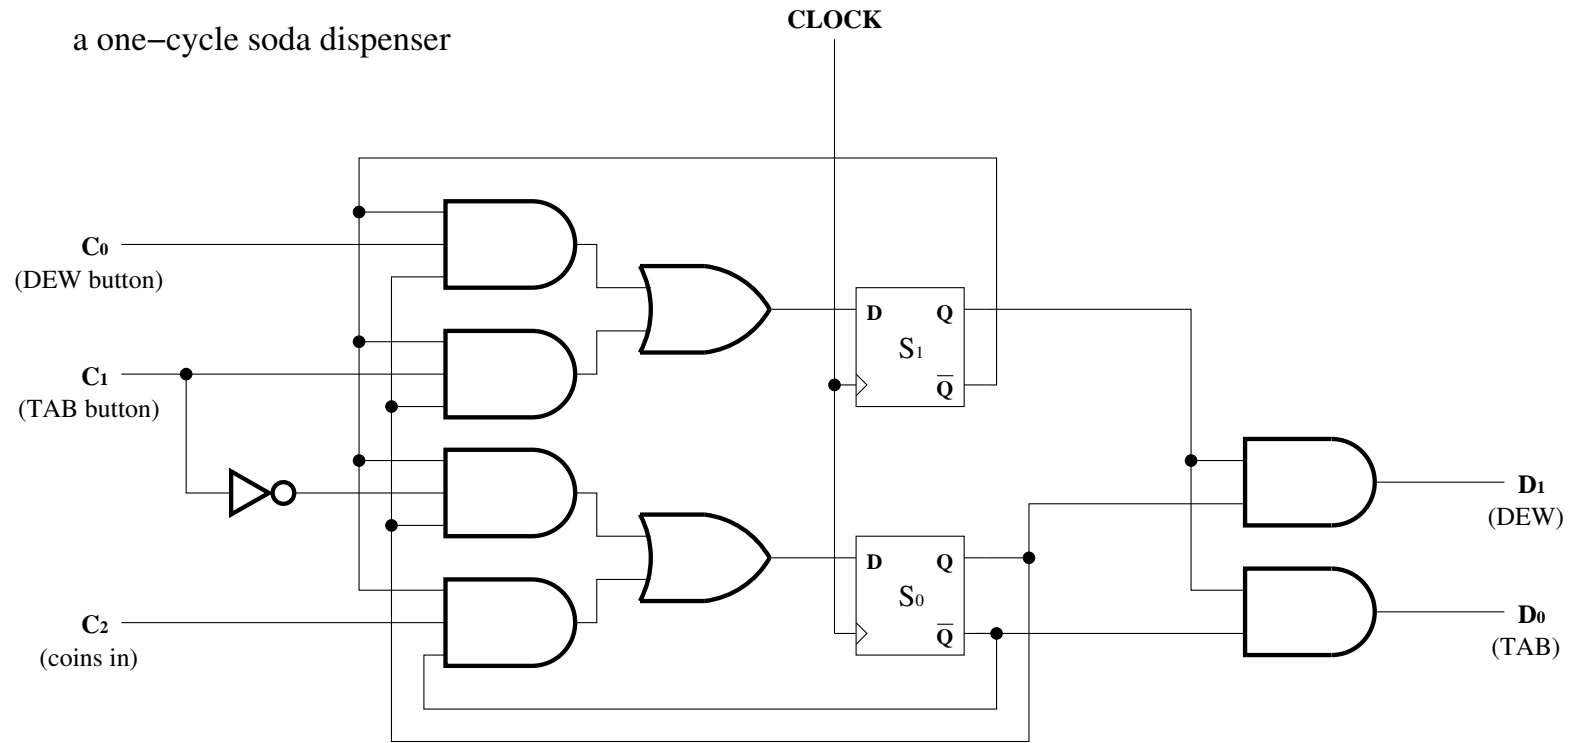 CLOCK
a one−cycle soda dispenser
C₀
(DEW button)
D Q
S₁
Q̅
C₁
(TAB button)
D₁
(DEW)
D Q
S₀
Q̅
C₂
(coins in)
D₀
(TAB)